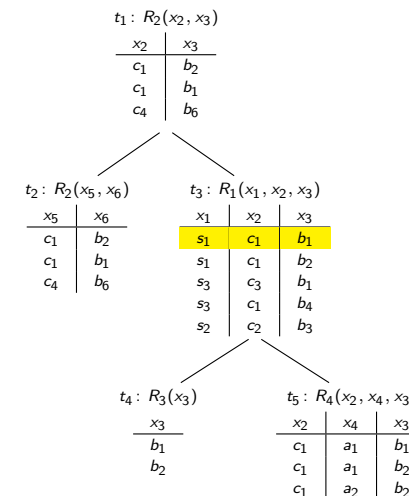 t₁: R₂(x₂, x₃)
x₂ x₃
c₁ b₂
c₁ b₁
c₄ b₆
t₂: R₂(x₅, x₆)
x₅ x₆
c₁ b₂
c₁ b₁
c₄ b₆
t₃: R₁(x₁, x₂, x₃)
x₁ x₂ x₃
s₁ c₁ b₁
s₁ c₁ b₂
s₃ c₃ b₁
s₃ c₁ b₄
s₂ c₂ b₃
t₄: R₃(x₃)
x₃
b₁
b₂
t₅: R₄(x₂, x₄, x₃
x₂ x₄ x₃
c₁ a₁ b₁
c₁ a₁ b₂
c₁ a₂ b₂